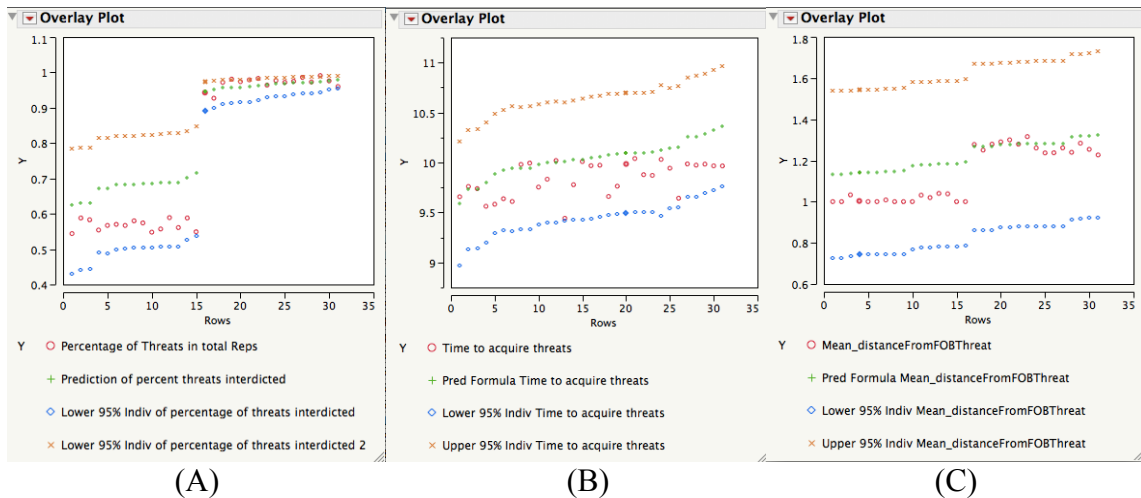 Overlay Plot
Y
1.1
1
0.9
0.8
0.7
0.6
0.5
0.4
0 5 10 15 20 25 30 35
Rows
Y Percentage of Threats in total Reps
Prediction of percent threats interdicted
Lower 95% Indiv of percentage of threats interdicted
Lower 95% Indiv of percentage of threats interdicted 2
(A)
Overlay Plot
Y
11
10.5
10
9.5
9
0 5 10 15 20 25 30 35
Rows
Y Time to acquire threats
Pred Formula Time to acquire threats
Lower 95% Indiv Time to acquire threats
Upper 95% Indiv Time to acquire threats
(B)
Overlay Plot
Y
1.8
1.6
1.4
1.2
1
0.8
0.6
0 5 10 15 20 25 30 35
Rows
Y Mean_distanceFromFOBThreat
Pred Formula Mean_distanceFromFOBThreat
Lower 95% Indiv Mean_distanceFromFOBThreat
Upper 95% Indiv Mean_distanceFromFOBThreat
(C)